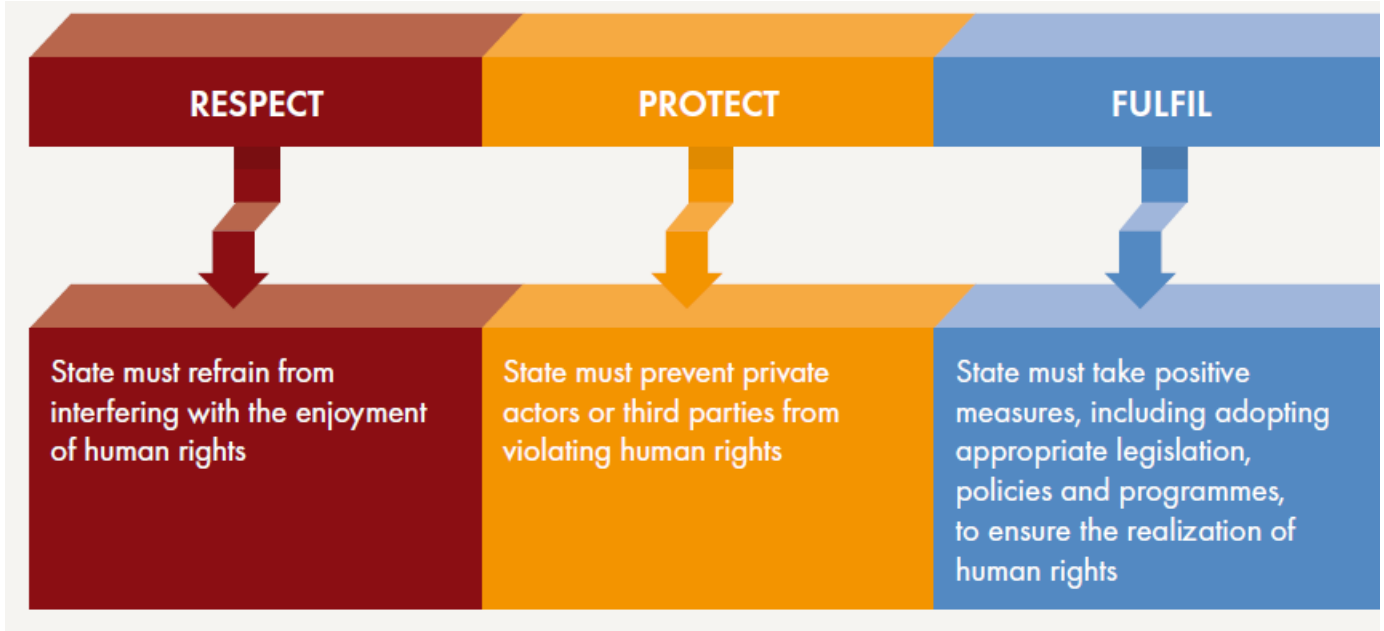 RESPECT
PROTECT
FULFIL
State must refrain from
interfering with the enjoyment
of human rights
State must prevent private
actors or third parties from
violating human rights
State must take positive
measures, including adopting
appropriate legislation,
policies and programmes,
to ensure the realization of
human rights